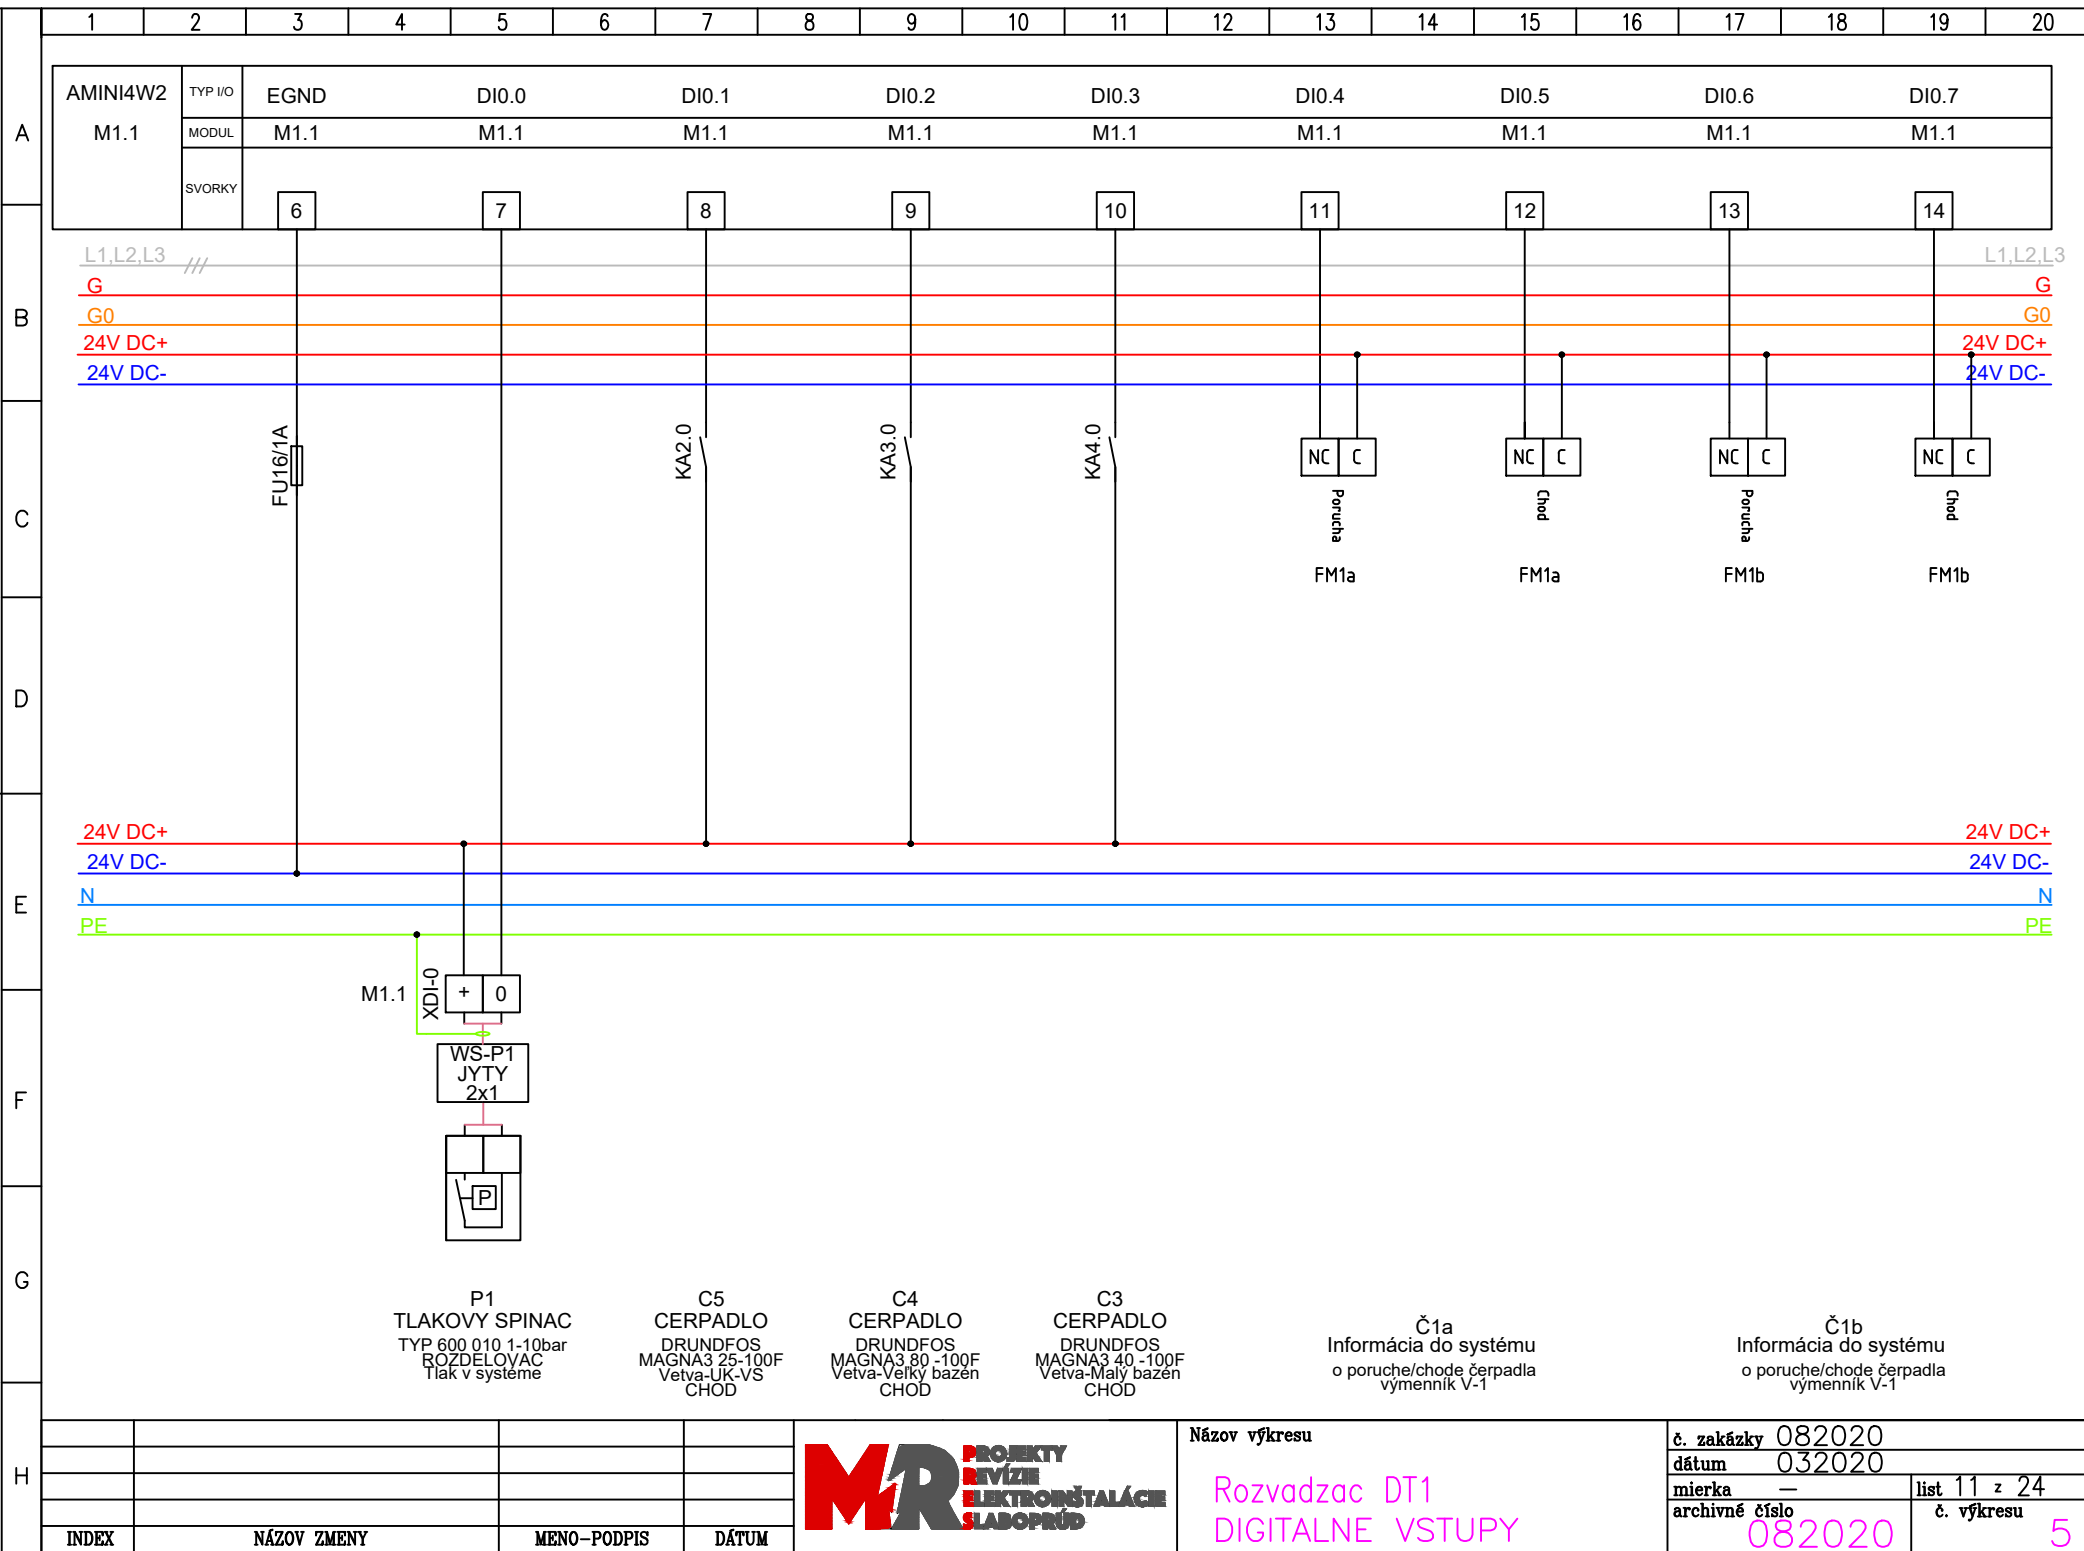 1 2 3 4 5 6 7 8 9 10 11 12 13 14 15 16 17 18 19 20
A
AMINI4W2 TYP I/O EGND DI0.0 DI0.1 DI0.2 DI0.3 DI0.4 DI0.5 DI0.6 DI0.7
M1.1 MODUL M1.1 M1.1 M1.1 M1.1 M1.1 M1.1 M1.1 M1.1 M1.1
SVORKY
6 7 8 9 10 11 12 13 14
L1,L2,L3 L1,L2,L3
G G
B
G0 G0
24V DC+ 24V DC+
24V DC- 24V DC-
C
FU16/1A
KA2.0
KA3.0
KA4.0
NC C NC C NC C NC C
Porucha Chod Porucha Chod
FM1a FM1a FM1b FM1b
D
24V DC+ 24V DC+
24V DC- 24V DC-
E
N N
PE PE
M1.1 XDI-0 + 0
F
WS-P1
JYTY
2x1
P
G
P1
TLAKOVY SPINAC
TYP 600 010 1-10bar
ROZDELOVAC
Tlak v systéme
C5
CERPADLO
DRUNDFOS
MAGNA3 25-100F
Vetva-UK-VS
CHOD
C4
CERPADLO
DRUNDFOS
MAGNA3 80 -100F
Vetva-Veľký bazén
CHOD
C3
CERPADLO
DRUNDFOS
MAGNA3 40 -100F
Vetva-Malý bazén
CHOD
Č1a
Informácia do systému
o poruche/chode čerpadla
výmenník V-1
Č1b
Informácia do systému
o poruche/chode čerpadla
výmenník V-1
H
INDEX NÁZOV ZMENY MENO-PODPIS DÁTUM
MR
PROJEKTY
REVÍZIE
ELEKTROINŠTALÁCIE
SLABOPRÚD
Názov výkresu
Rozvadzac DT1
DIGITALNE VSTUPY
č. zakázky 082020
dátum 032020
mierka – list 11 z 24
archivné číslo č. výkresu
082020 5